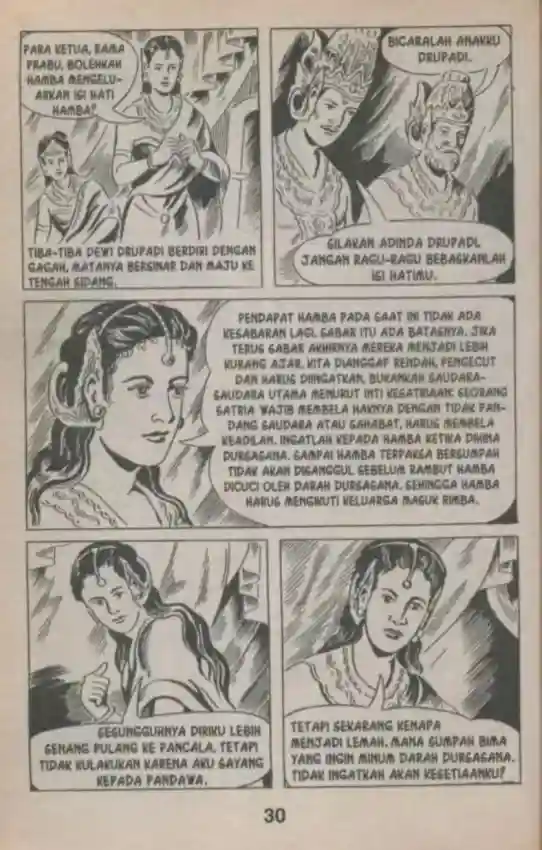 PARA KETUA, RAMA
PRABU, BOLEHKAH
HAMBA MENGELU-
ARKAN ISI HATI
HAMBA?
TIBA-TIBA DEWI DRUPADI BERDIRI DENGAN
GAGAH, MATANYA BERSINAR DAN MAJU KE
TENGAH SIDANG.
BICARALAH ANAKKU
DRUPADI.
SILAKAN ADINDA DRUPADI,
JANGAN RAGU-RAGU BEBASKANLAH
ISI HATIMU.
PENDAPAT HAMBA PADA SAAT INI TIDAK ADA
KESABARAN LAGI. SABAR ITU ADA BATASNYA. JIKA
TERUS SABAR AKHIRNYA MEREKA MENJADI LEBIH
KURANG AJAR. KITA DIANGGAP RENDAH, PENGECUT
DAN HARUS DIINGATKAN. BUKANKAH SAUDARA-
SAUDARA UTAMA MENURUT INTI KESATRIAAN: SEORANG
SATRIA WAJIB MEMBELA HAKNYA DENGAN TIDAK PAN-
DANG SAUDARA ATAU SAHABAT, HARUS MEMBELA
KEADILAN. INGATLAH KEPADA HAMBA KETIKA DIHINA
DURSASANA. SAMPAI HAMBA TERPAKSA BERSUMPAH
TIDAK AKAN DISANGGUL SEBELUM RAMBUT HAMBA
DICUCI OLEH DARAH DURSASANA. SEHINGGA HAMBA
HARUS MENGIKUTI KELUARGA MASUK RIMBA.
SESUNGGUHNYA DIRIKU LEBIH
SENANG PULANG KE PANCALA, TETAPI
TIDAK KULAKUKAN KARENA AKU SAYANG
KEPADA PANDAWA.
TETAPI SEKARANG KENAPA
MENJADI LEMAH. MANA SUMPAH BIMA
YANG INGIN MINUM DARAH DURSASANA.
TIDAK INGATKAH AKAN KESETIAANKU?
30